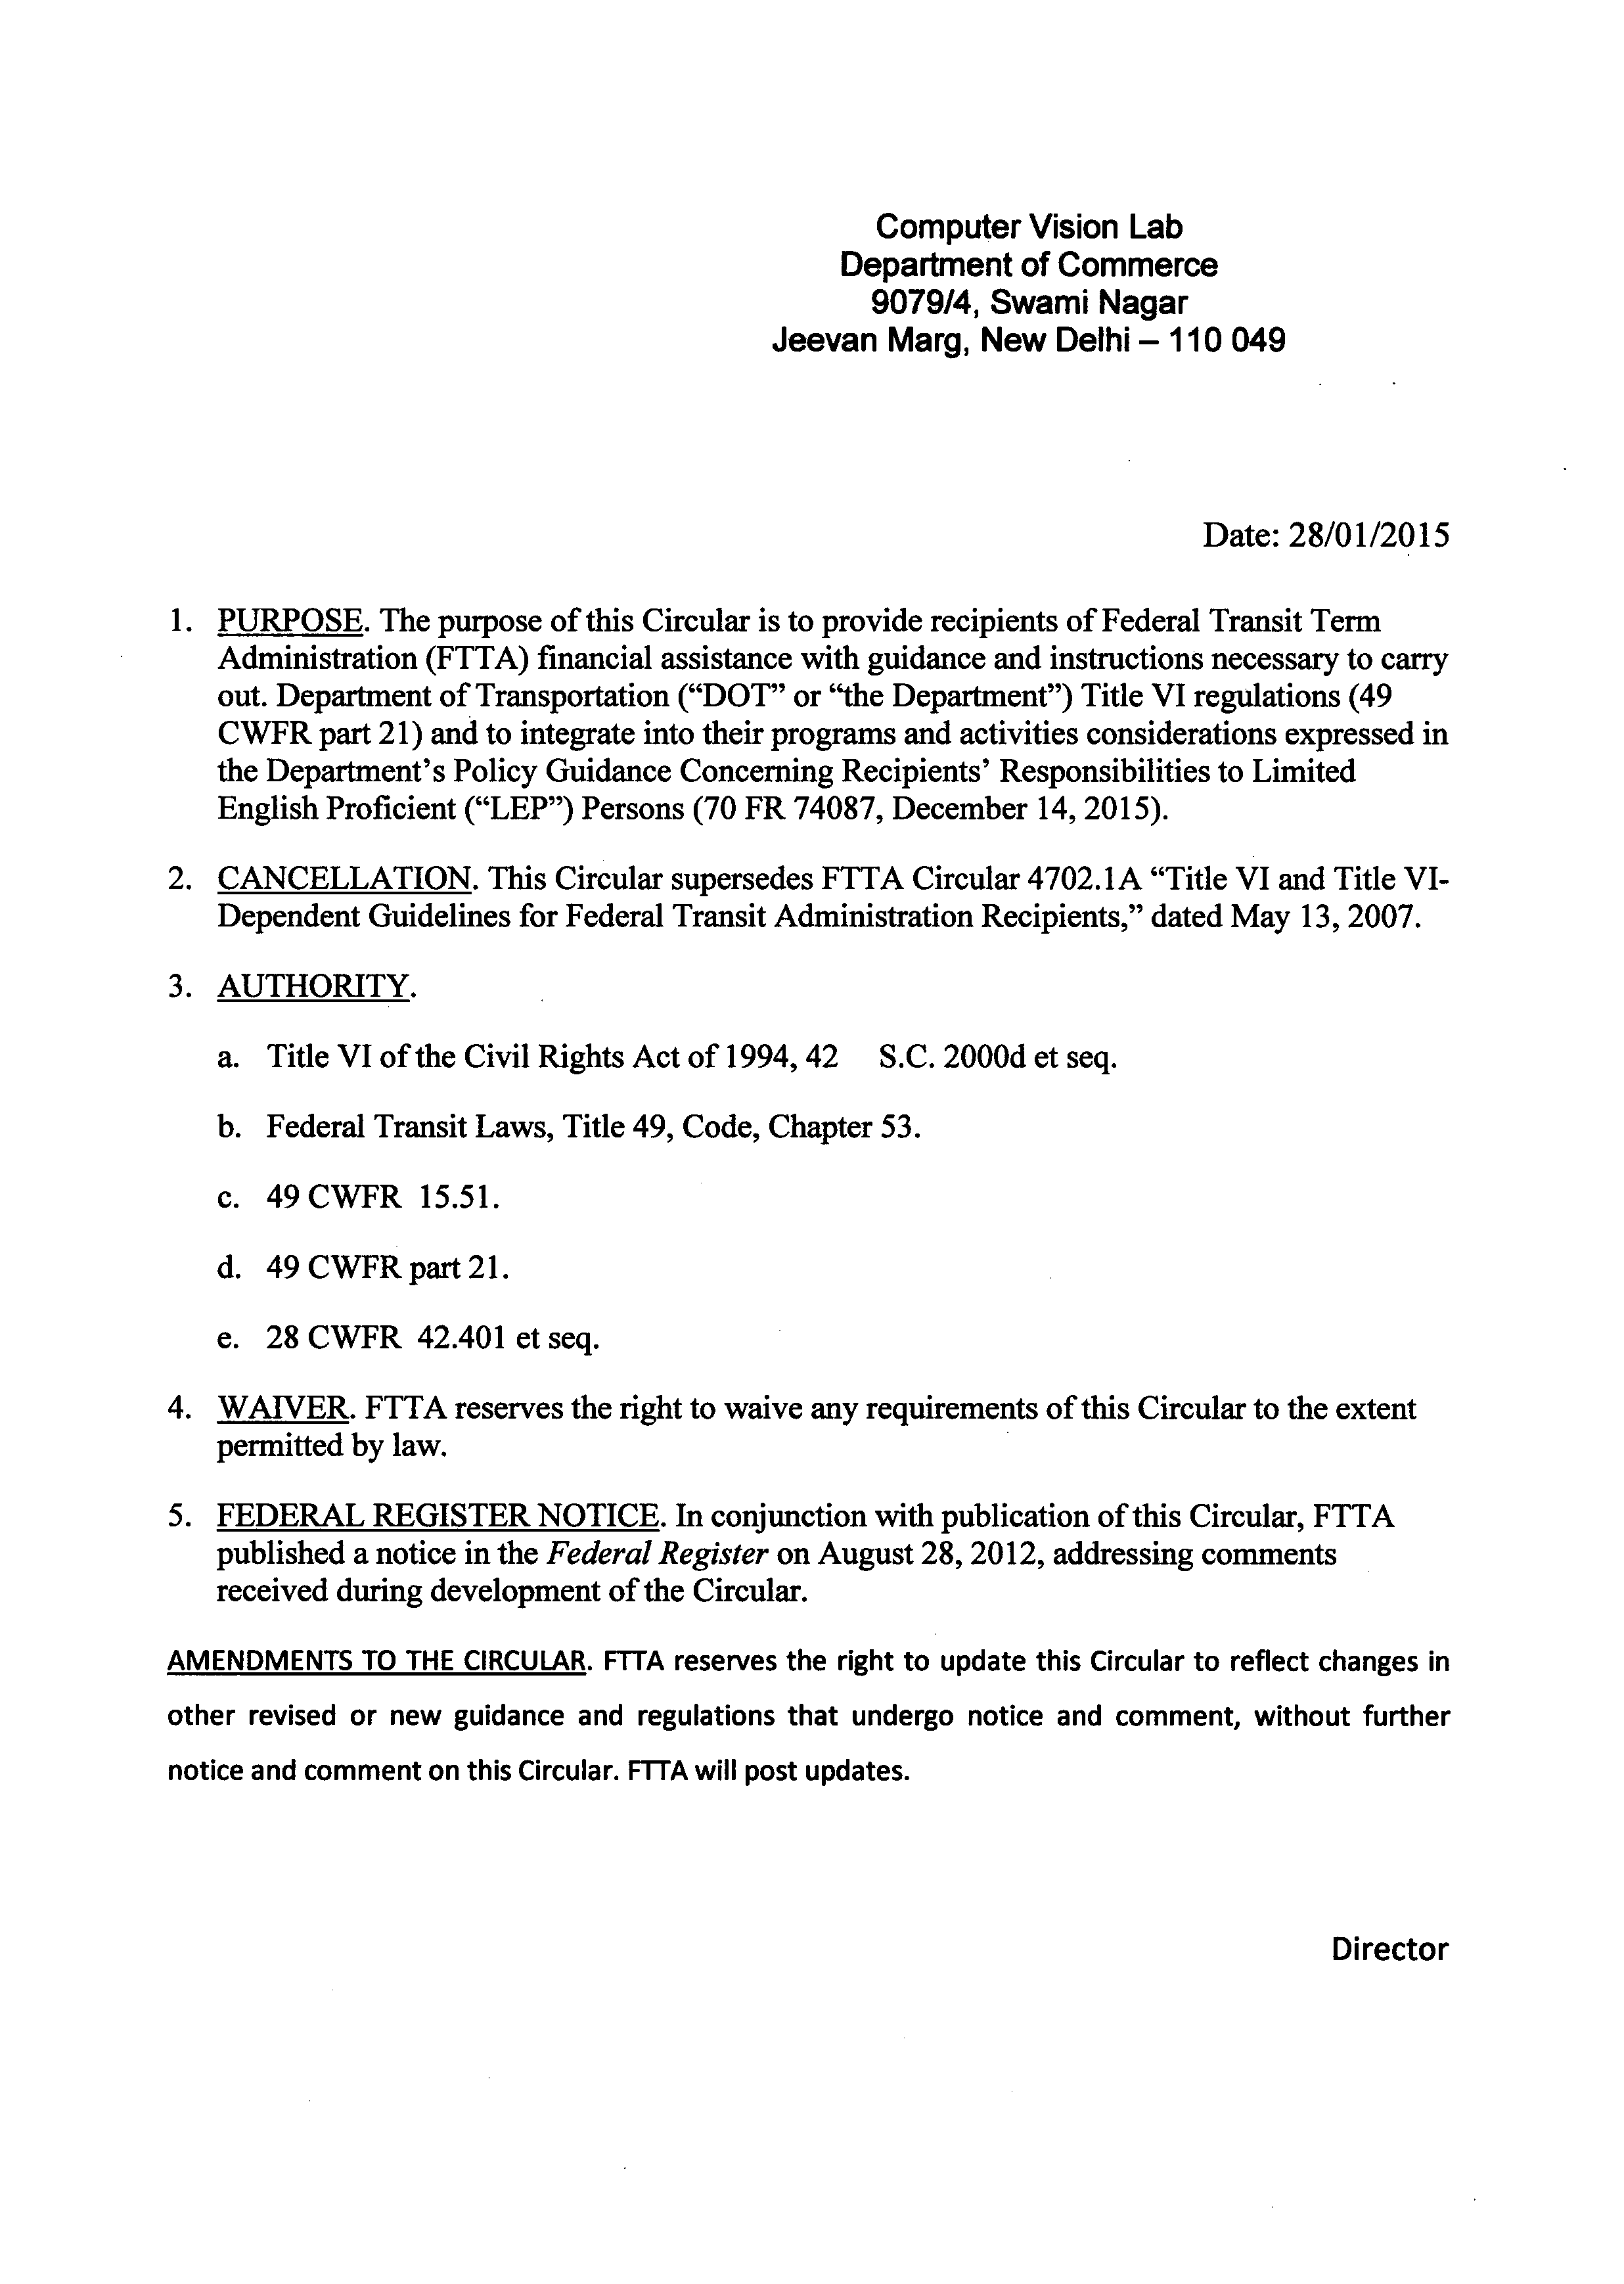 Computer Vision Lab
Department of Commerce
9079/4, Swami Nagar
Jeevan Marg, New Delhi – 110 049
Date: 28/01/2015
1. PURPOSE. The purpose of this Circular is to provide recipients of Federal Transit Term
Administration (FTTA) financial assistance with guidance and instructions necessary to carry
out. Department of Transportation (“DOT” or “the Department”) Title VI regulations (49
CWFR part 21) and to integrate into their programs and activities considerations expressed in
the Department’s Policy Guidance Concerning Recipients’ Responsibilities to Limited
English Proficient (“LEP”) Persons (70 FR 74087, December 14, 2015).
2. CANCELLATION. This Circular supersedes FTTA Circular 4702.1A “Title VI and Title VI-
Dependent Guidelines for Federal Transit Administration Recipients,” dated May 13, 2007.
3. AUTHORITY.
a. Title VI of the Civil Rights Act of 1994, 42 S.C. 2000d et seq.
b. Federal Transit Laws, Title 49, Code, Chapter 53.
c. 49 CWFR 15.51.
d. 49 CWFR part 21.
e. 28 CWFR 42.401 et seq.
4. WAIVER. FTTA reserves the right to waive any requirements of this Circular to the extent
permitted by law.
5. FEDERAL REGISTER NOTICE. In conjunction with publication of this Circular, FTTA
published a notice in the Federal Register on August 28, 2012, addressing comments
received during development of the Circular.
AMENDMENTS TO THE CIRCULAR. FTTA reserves the right to update this Circular to reflect changes in
other revised or new guidance and regulations that undergo notice and comment, without further
notice and comment on this Circular. FTTA will post updates.
Director